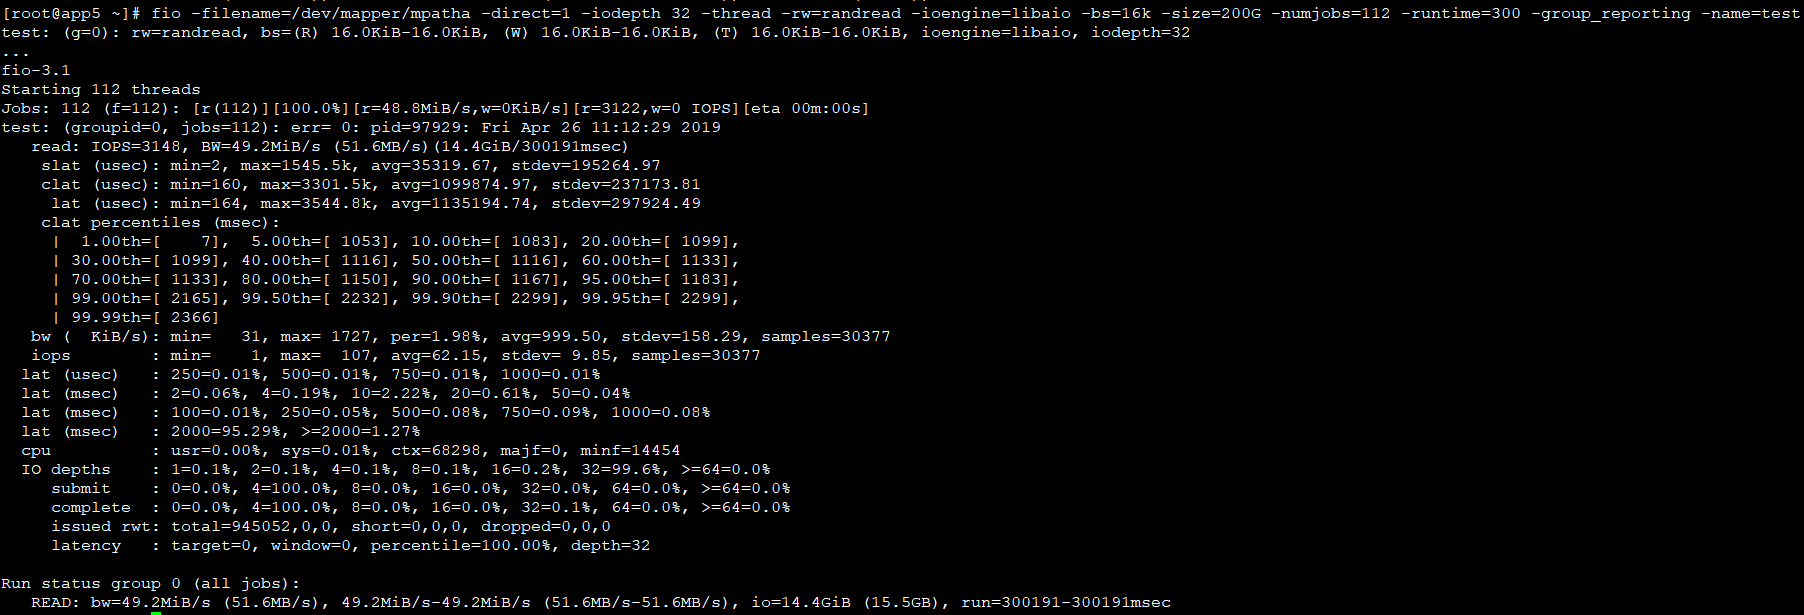 [root@app5 ~]# fio -filename=/dev/mapper/mpatha -direct=1 -iodepth 32 -thread -rw=randread -ioengine=libaio -bs=16k -size=200G -numjobs=112 -runtime=300 -group_reporting -name=test
test: (g=0): rw=randread, bs=(R) 16.0KiB-16.0KiB, (W) 16.0KiB-16.0KiB, (T) 16.0KiB-16.0KiB, ioengine=libaio, iodepth=32
...
fio-3.1
Starting 112 threads
Jobs: 112 (f=112): [r(112)][100.0%][r=48.8MiB/s,w=0KiB/s][r=3122,w=0 IOPS][eta 00m:00s]
test: (groupid=0, jobs=112): err= 0: pid=97929: Fri Apr 26 11:12:29 2019
   read: IOPS=3148, BW=49.2MiB/s (51.6MB/s)(14.4GiB/300191msec)
    slat (usec): min=2, max=1545.5k, avg=35319.67, stdev=195264.97
    clat (usec): min=160, max=3301.5k, avg=1099874.97, stdev=237173.81
     lat (usec): min=164, max=3544.8k, avg=1135194.74, stdev=297924.49
    clat percentiles (msec):
     |  1.00th=[    7],  5.00th=[ 1053], 10.00th=[ 1083], 20.00th=[ 1099],
     | 30.00th=[ 1099], 40.00th=[ 1116], 50.00th=[ 1116], 60.00th=[ 1133],
     | 70.00th=[ 1133], 80.00th=[ 1150], 90.00th=[ 1167], 95.00th=[ 1183],
     | 99.00th=[ 2165], 99.50th=[ 2232], 99.90th=[ 2299], 99.95th=[ 2299],
     | 99.99th=[ 2366]
   bw (  KiB/s): min=   31, max= 1727, per=1.98%, avg=999.50, stdev=158.29, samples=30377
   iops        : min=    1, max=  107, avg=62.15, stdev= 9.85, samples=30377
  lat (usec)   : 250=0.01%, 500=0.01%, 750=0.01%, 1000=0.01%
  lat (msec)   : 2=0.06%, 4=0.19%, 10=2.22%, 20=0.61%, 50=0.04%
  lat (msec)   : 100=0.01%, 250=0.05%, 500=0.08%, 750=0.09%, 1000=0.08%
  lat (msec)   : 2000=95.29%, >=2000=1.27%
  cpu          : usr=0.00%, sys=0.01%, ctx=68298, majf=0, minf=14454
  IO depths    : 1=0.1%, 2=0.1%, 4=0.1%, 8=0.1%, 16=0.2%, 32=99.6%, >=64=0.0%
     submit    : 0=0.0%, 4=100.0%, 8=0.0%, 16=0.0%, 32=0.0%, 64=0.0%, >=64=0.0%
     complete  : 0=0.0%, 4=100.0%, 8=0.0%, 16=0.0%, 32=0.1%, 64=0.0%, >=64=0.0%
     issued rwt: total=945052,0,0, short=0,0,0, dropped=0,0,0
     latency   : target=0, window=0, percentile=100.00%, depth=32

Run status group 0 (all jobs):
   READ: bw=49.2MiB/s (51.6MB/s), 49.2MiB/s-49.2MiB/s (51.6MB/s-51.6MB/s), io=14.4GiB (15.5GB), run=300191-300191msec